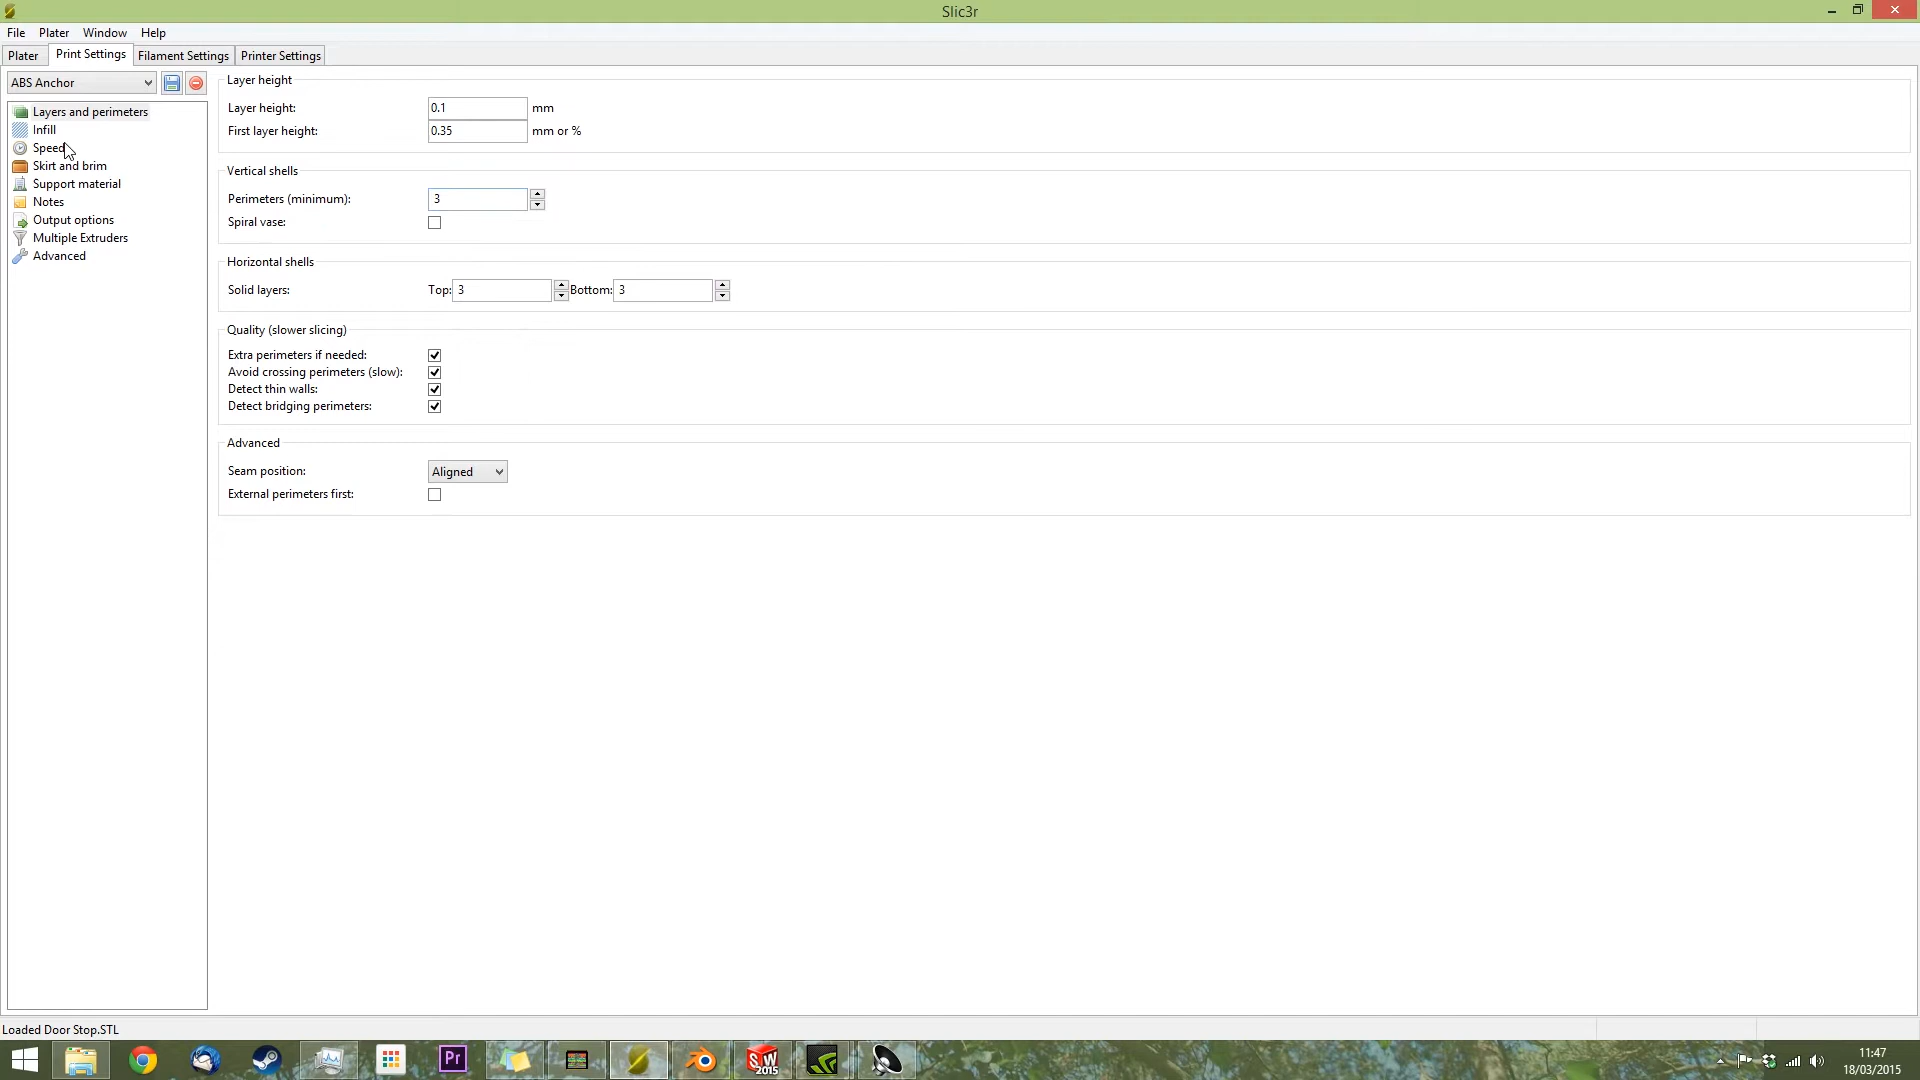 Slic3r
File Plater Window Help
Plater Print Settings Filament Settings Printer Settings
ABS Anchor
Layers and perimeters
Infill
Speed
Skirt and brim
Support material
Notes
Output options
Multiple Extruders
Advanced
Layer height
Layer height: 0.1 mm
First layer height: 0.35 mm or %
Vertical shells
Perimeters (minimum): 3
Spiral vase:
Horizontal shells
Solid layers: Top: 3 Bottom: 3
Quality (slower slicing)
Extra perimeters if needed:
Avoid crossing perimeters (slow):
Detect thin walls:
Detect bridging perimeters:
Advanced
Seam position: Aligned
External perimeters first:
Loaded Door Stop.STL
Pr
SW
2015
11:47
18/03/2015